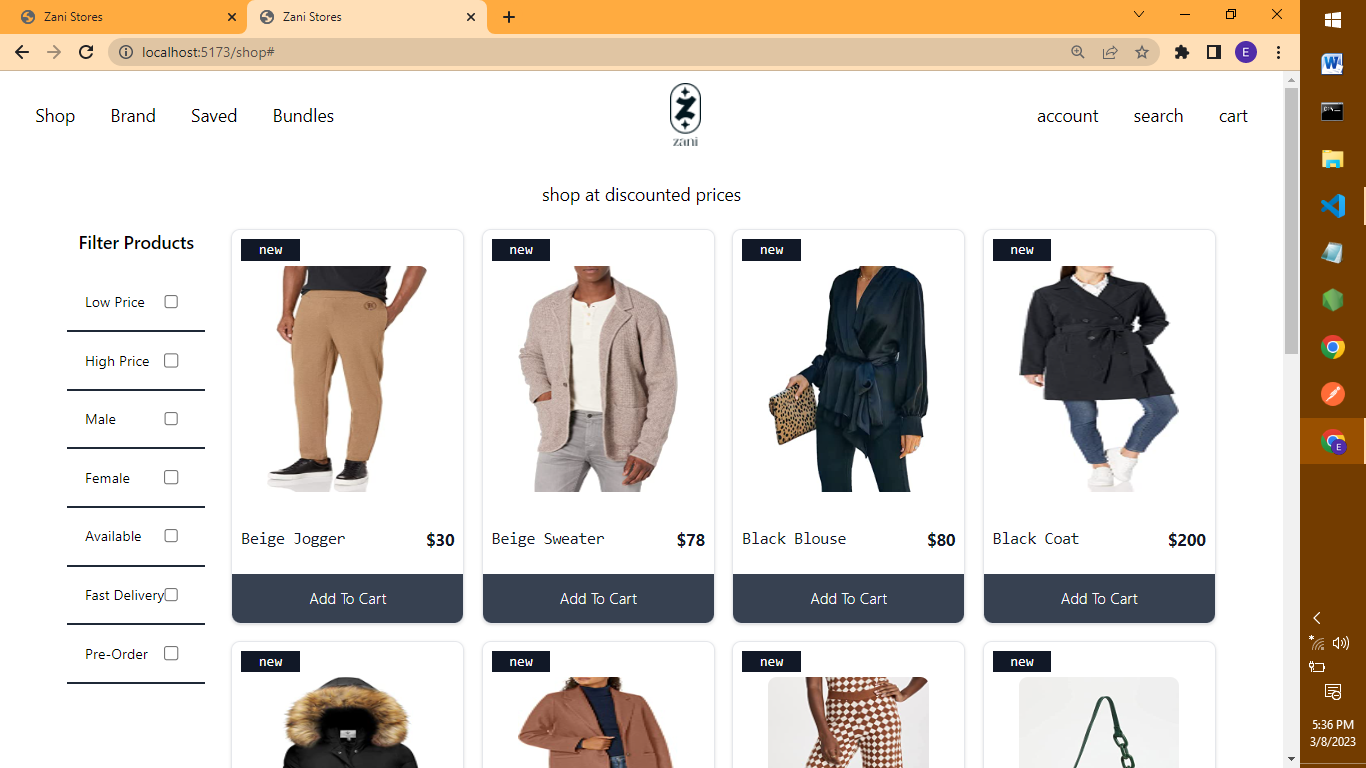 Zani Stores
Zani Stores
localhost:5173/shop#
E
Shop Brand Saved Bundles
Z
zani
account search cart
shop at discounted prices
Filter Products
Low Price
High Price
Male
Female
Available
Fast Delivery
Pre-Order
new new new new
Beige Jogger $30
Beige Sweater $78
Black Blouse $80
Black Coat $200
Add To Cart Add To Cart Add To Cart Add To Cart
new new new new
W
E
5:36 PM
3/8/2023